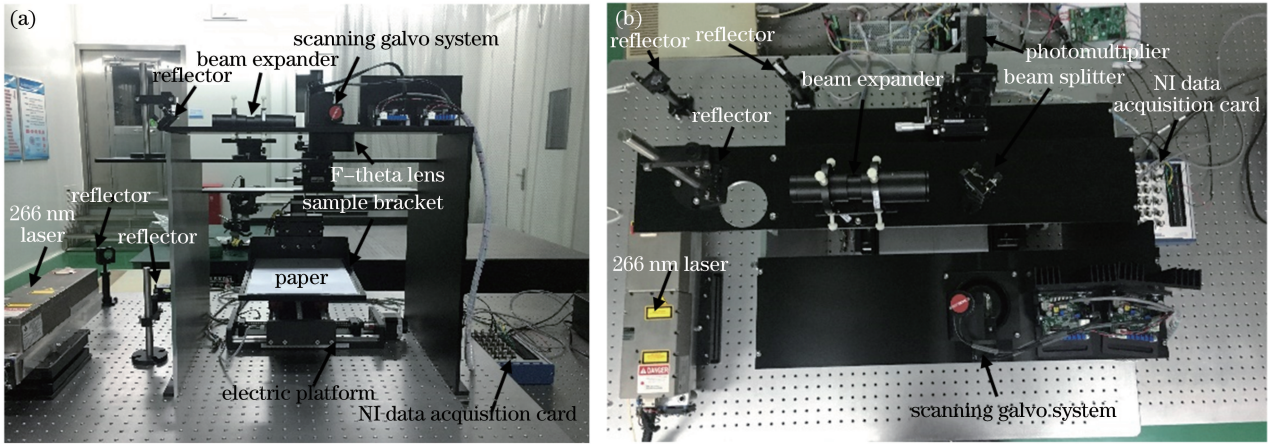 (a)
scanning galvo system
beam expander
reflector
F-theta lens
sample bracket
reflector
266 nm
laser
reflector
paper
electric platform
NI data acquisition card
(b)
reflector
reflector
photomultiplier
beam expander
beam splitter
NI data
acquisition card
reflector
266 nm laser
DANGER
scanning galvo system